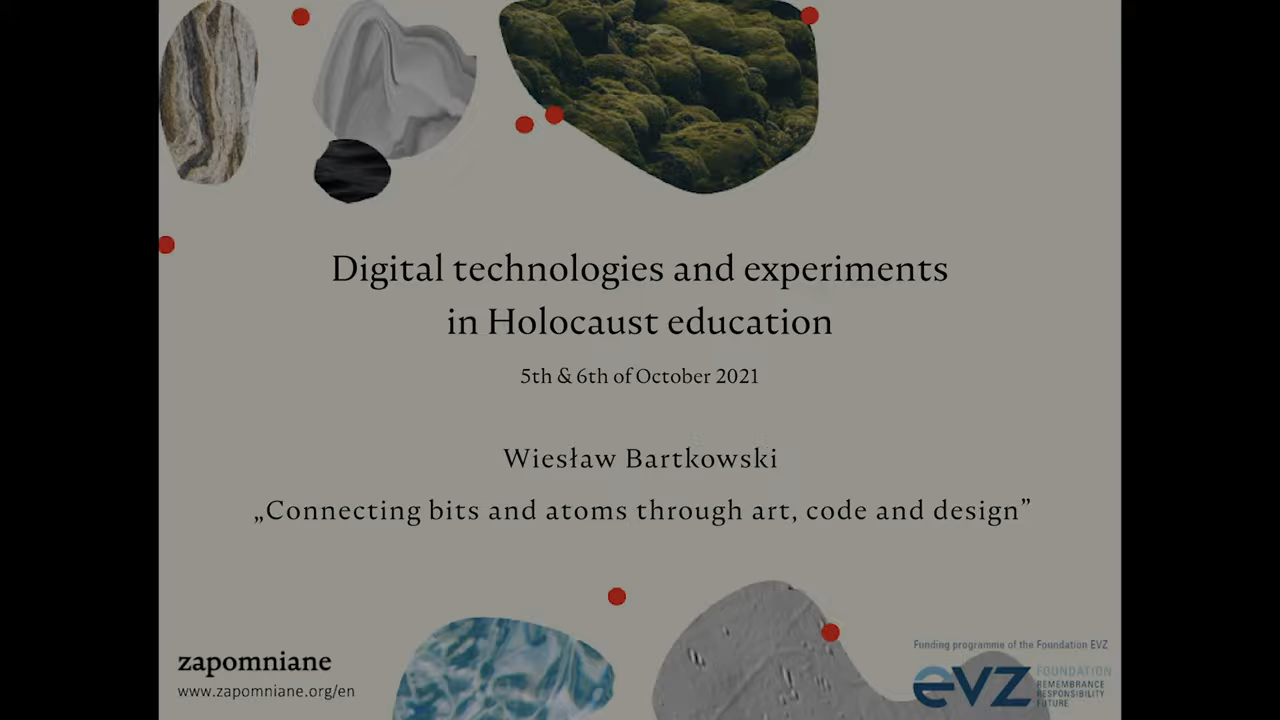 Digital technologies and experiments
in Holocaust education
5th & 6th of October 2021
Wiesław Bartkowski
„Connecting bits and atoms through art, code and design”
zapomniane
www.zapomniane.org/en
Funding programme of the Foundation EVZ
eVZ
FOUNDATION
REMEMBRANCE
RESPONSIBILITY
FUTURE